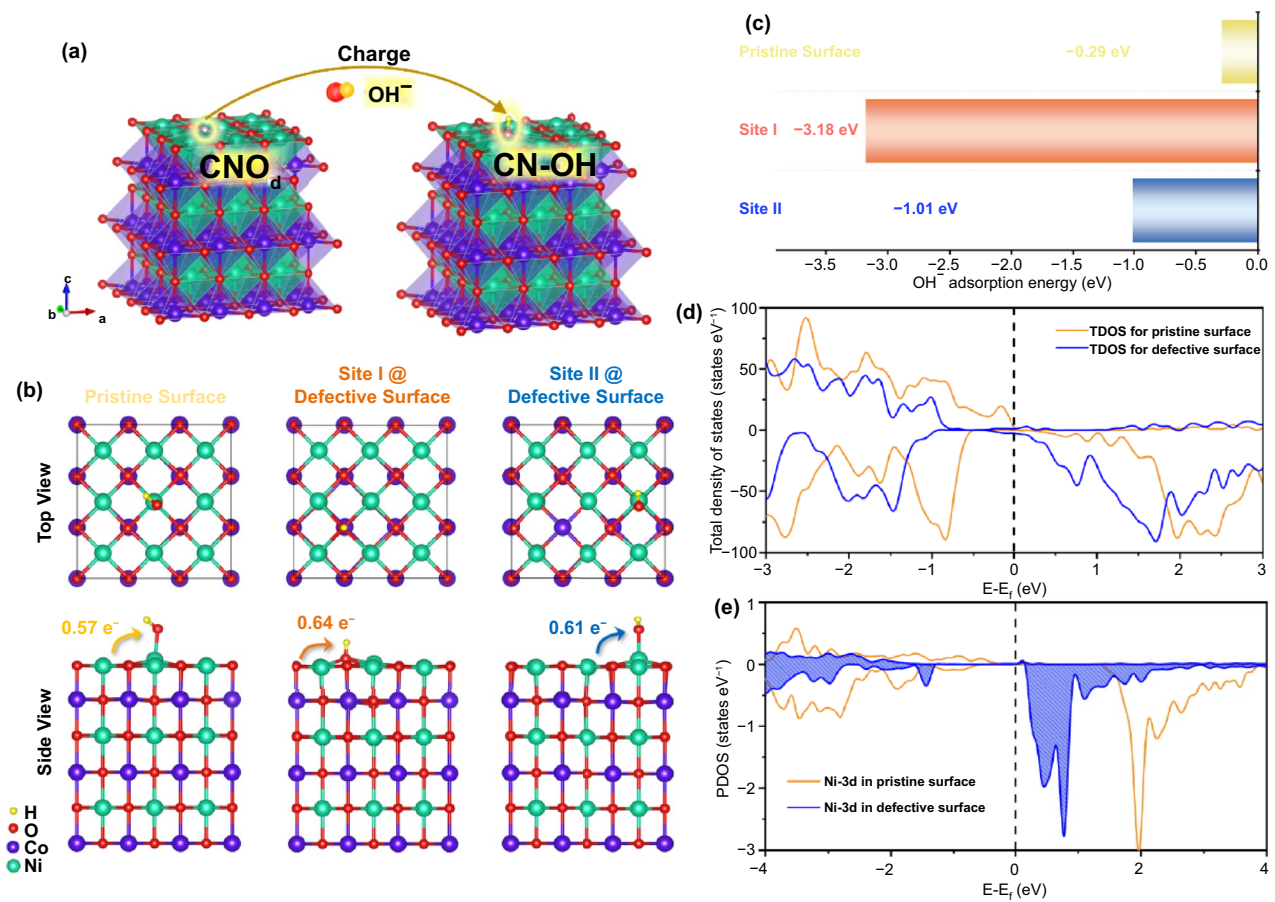 (a)
Charge
OH⁻
CNOd
CN-OH
c
b
a
(b)
Pristine Surface
Site I @
Defective Surface
Site II @
Defective Surface
Top View
Side View
0.57 e⁻
0.64 e⁻
0.61 e⁻
H
O
Co
Ni
(c)
Pristine Surface
−0.29 eV
Site I
−3.18 eV
Site II
−1.01 eV
−3.5 −3.0 −2.5 −2.0 −1.5 −1.0 −0.5 0.0
OH⁻ adsorption energy (eV)
(d)
Total density of states (states eV⁻¹)
100
50
0
−50
−100
TDOS for pristine surface
TDOS for defective surface
−3 −2 −1 0 1 2 3
E-Ef (eV)
(e)
PDOS (states eV⁻¹)
1
0
−1
−2
−3
Ni-3d in pristine surface
Ni-3d in defective surface
−4 −2 0 2 4
E-Ef (eV)